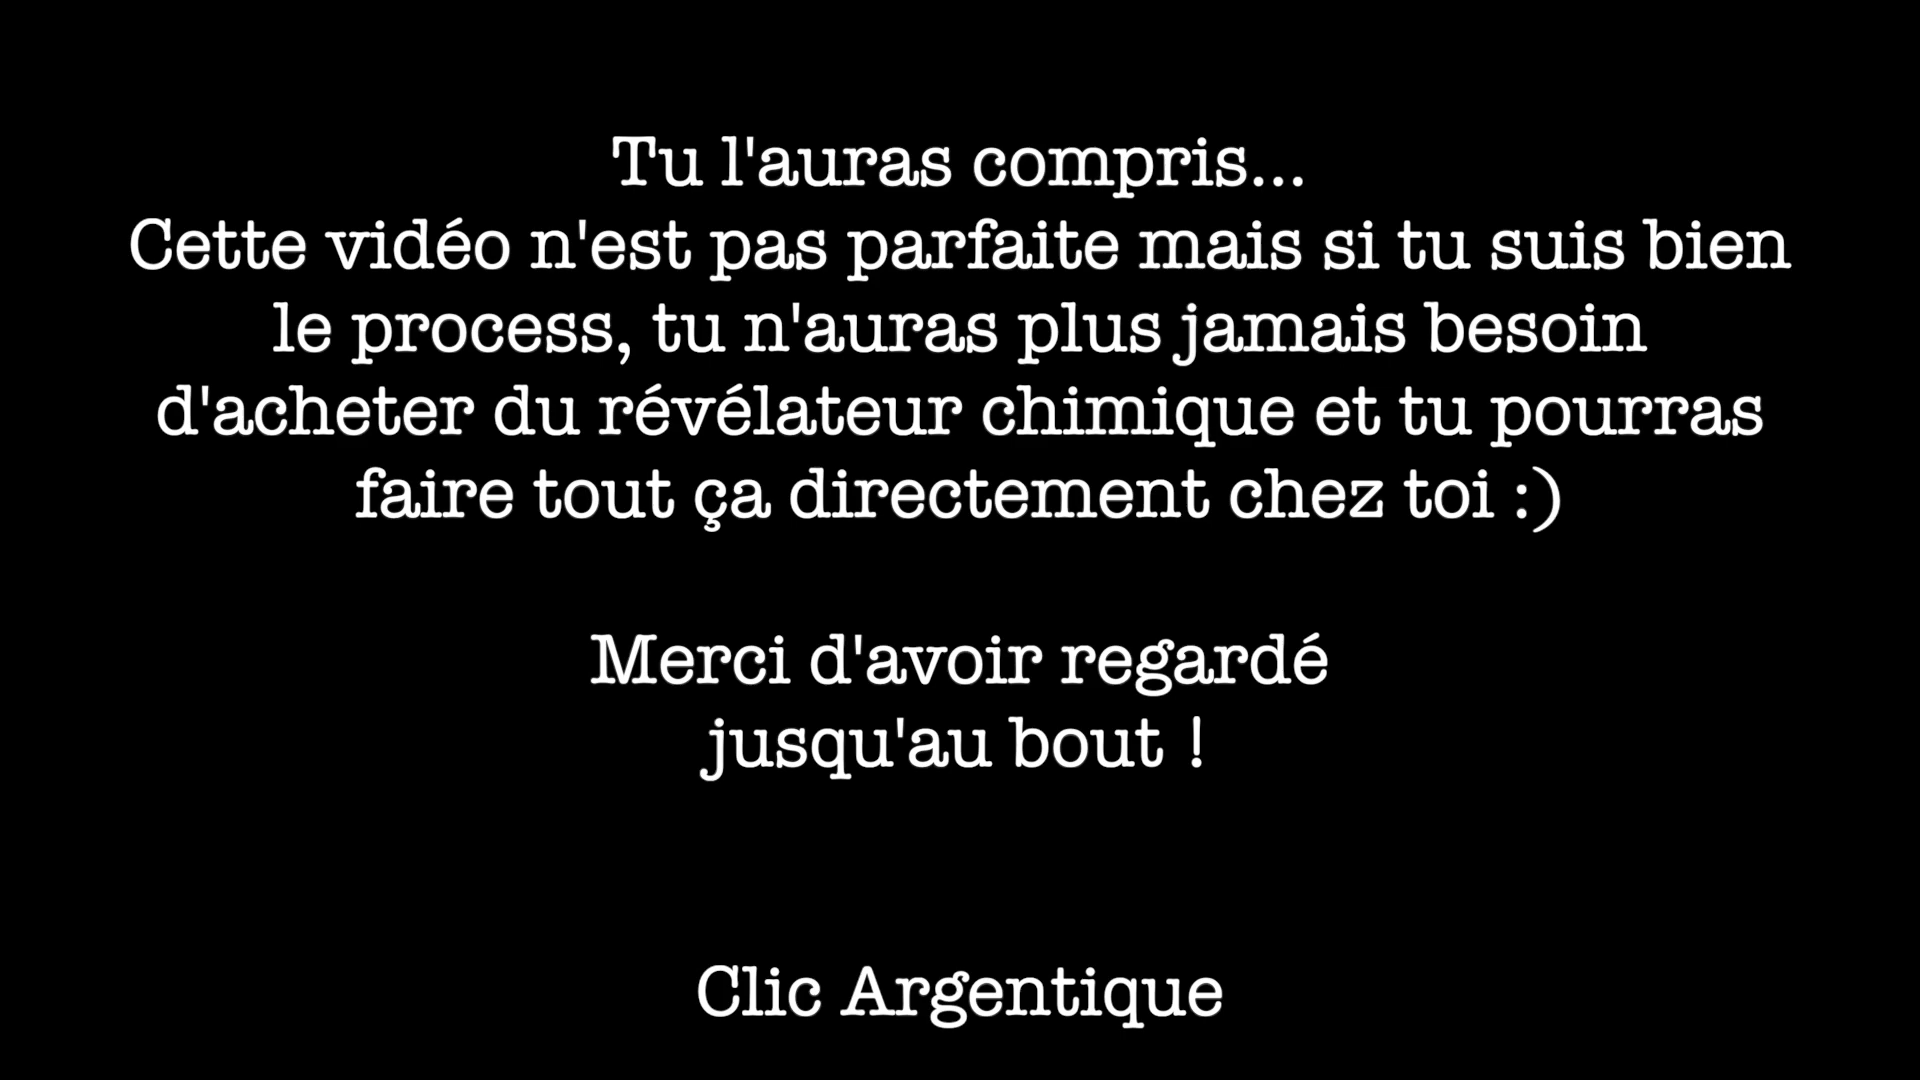 Tu l'auras compris...
Cette vidéo n'est pas parfaite mais si tu suis bien
le process, tu n'auras plus jamais besoin
d'acheter du révélateur chimique et tu pourras
faire tout ça directement chez toi :)
Merci d'avoir regardé
jusqu'au bout !
Clic Argentique